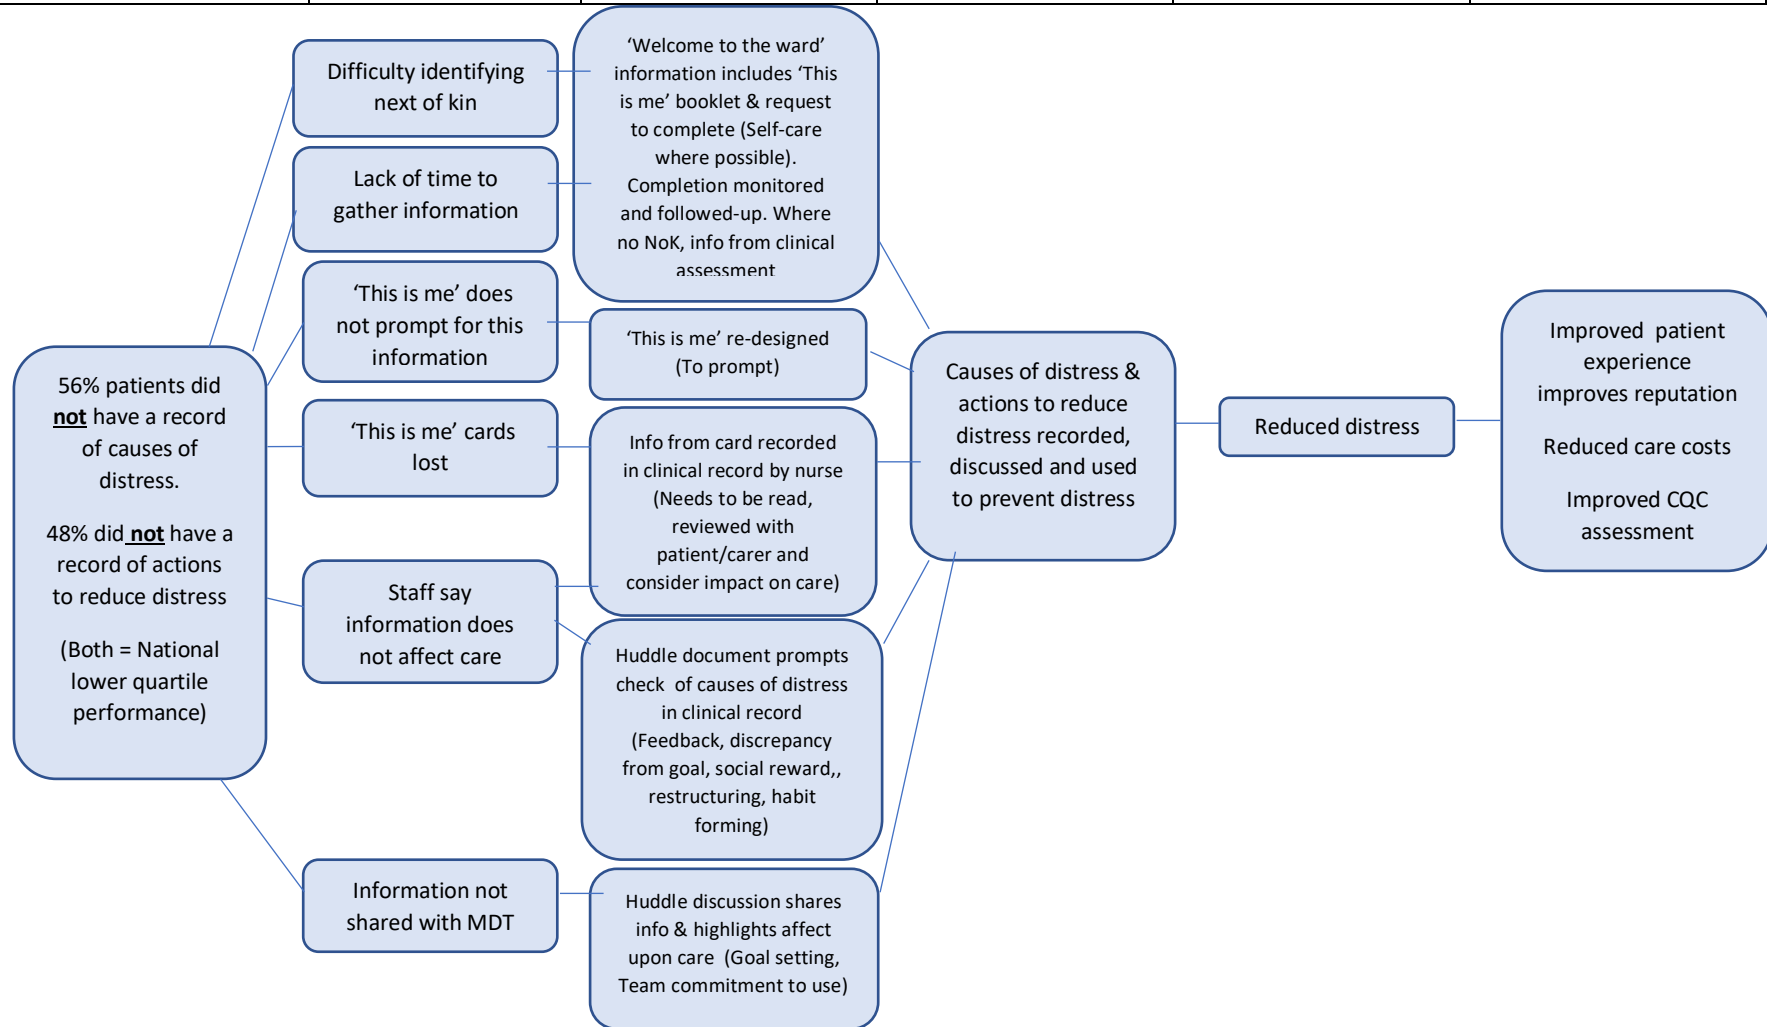 56% patients did
not have a record
of causes of
distress.
48% did not have a
record of actions
to reduce distress
(Both = National
lower quartile
performance)
Difficulty identifying
next of kin
Lack of time to
gather information
‘This is me’ does
not prompt for this
information
‘This is me’ cards
lost
Staff say
information does
not affect care
Information not
shared with MDT
‘Welcome to the ward’
information includes ‘This
is me’ booklet & request
to complete (Self-care
where possible).
Completion monitored
and followed-up. Where
no NoK, info from clinical
assessment
‘This is me’ re-designed
(To prompt)
Info from card recorded
in clinical record by nurse
(Needs to be read,
reviewed with
patient/carer and
consider impact on care)
Huddle document prompts
check  of causes of distress
in clinical record
(Feedback, discrepancy
from goal, social reward,,
restructuring, habit
forming)
Huddle discussion shares
info & highlights affect
upon care  (Goal setting,
Team commitment to use)
Causes of distress &
actions to reduce
distress recorded,
discussed and used
to prevent distress
Reduced distress
Improved  patient
experience
improves reputation
Reduced care costs
Improved CQC
assessment